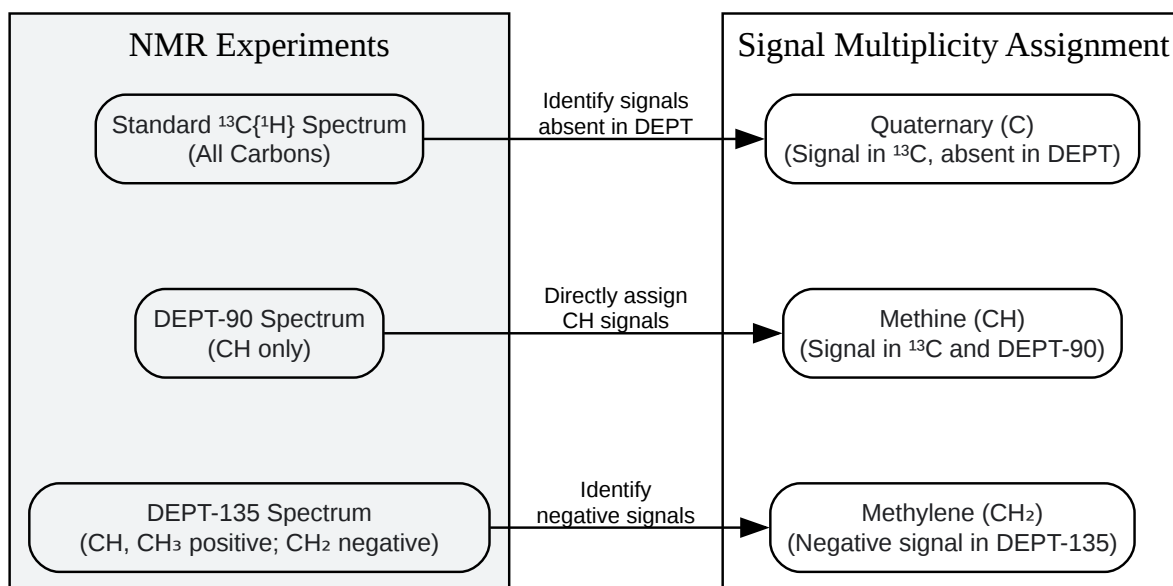 NMR Experiments
Signal Multiplicity Assignment
Standard ¹³C{¹H} Spectrum
(All Carbons)
Identify signals
absent in DEPT
Quaternary (C)
(Signal in ¹³C, absent in DEPT)
DEPT-90 Spectrum
(CH only)
Directly assign
CH signals
Methine (CH)
(Signal in ¹³C and DEPT-90)
DEPT-135 Spectrum
(CH, CH₃ positive; CH₂ negative)
Identify
negative signals
Methylene (CH₂)
(Negative signal in DEPT-135)